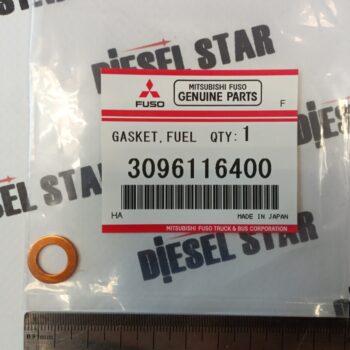 DIESEL STAR
FUSO
MITSUBISHI FUSO
GENUINE PARTS
F
GASKET, FUEL QTY: 1
3096116400
HA
MADE IN JAPAN
MITSUBISHI FUSO TRUCK & BUS CORPORATION
DIESEL STAR
DIESEL STAR